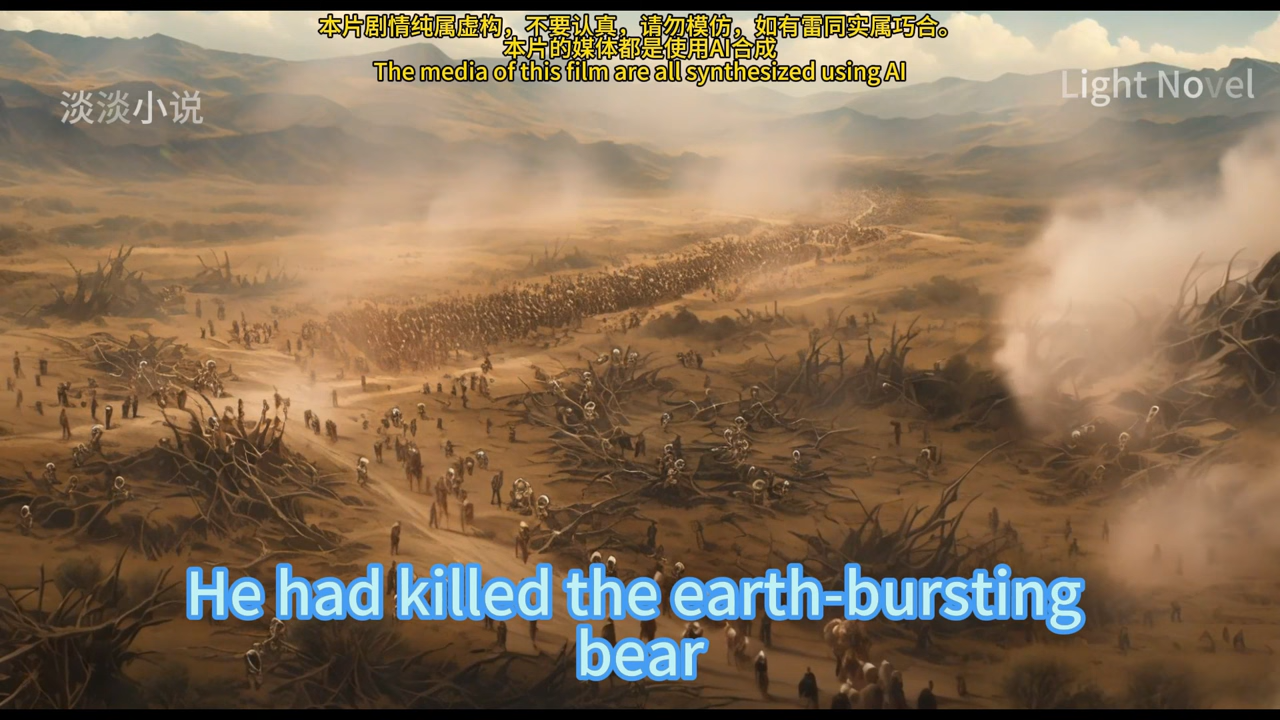 本片剧情纯属虚构，不要认真，请勿模仿，如有雷同实属巧合。
本片的媒体都是使用AI合成
The media of this film are all synthesized using AI
淡淡小说
Light Novel
He had killed the earth-bursting
bear